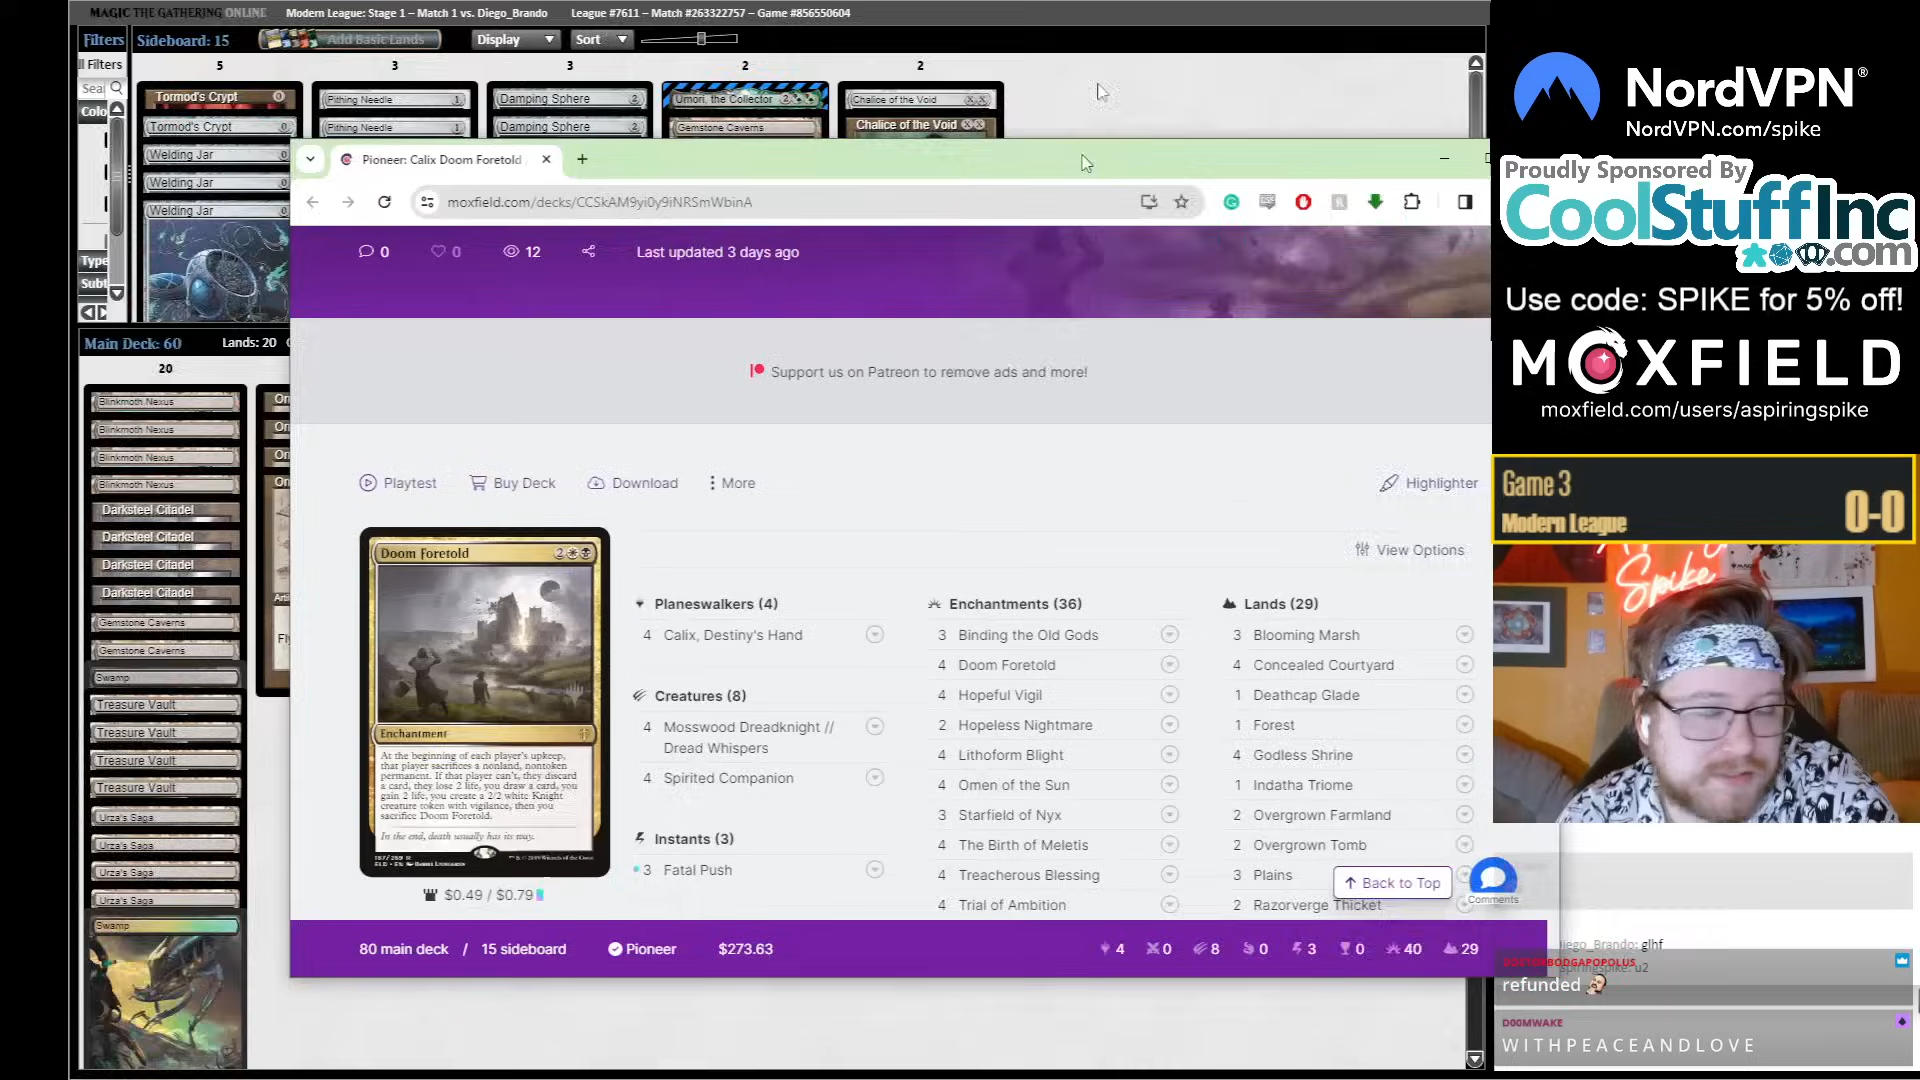 MAGIC THE GATHERING ONLINE
Modern League: Stage 1 – Match 1 vs. Diego_Brando
League #7611 – Match #263322757 – Game #856550604
Filters
Sideboard: 15
Add Basic Lands
Display
Sort
5
3
3
2
2
Tormod's Crypt
Tormod's Crypt
Welding Jar
Welding Jar
Welding Jar
Pithing Needle
Pithing Needle
Damping Sphere
Damping Sphere
Umori, the Collector
Gemstone Caverns
Chalice of the Void
Chalice of the Void
Main Deck: 60
Lands: 20
20
Blinkmoth Nexus
Blinkmoth Nexus
Blinkmoth Nexus
Blinkmoth Nexus
Darksteel Citadel
Darksteel Citadel
Darksteel Citadel
Darksteel Citadel
Gemstone Caverns
Gemstone Caverns
Swamp
Treasure Vault
Treasure Vault
Treasure Vault
Treasure Vault
Urza's Saga
Urza's Saga
Urza's Saga
Urza's Saga
Swamp
Pioneer: Calix Doom Foretold
moxfield.com/decks/CCSkAM9yi0y9iNRSmWbinA
0
0
12
Last updated 3 days ago
Support us on Patreon to remove ads and more!
Playtest
Buy Deck
Download
More
Highlighter
View Options
Doom Foretold
Enchantment
At the beginning of each player's upkeep,
that player sacrifices a nonland, nontoken
permanent. If that player can't, they discard
a card, they lose 2 life, you draw a card, you
gain 2 life, you create a 2/2 white Knight
creature token with vigilance, then you
sacrifice Doom Foretold.
In the end, death usually has its way.
$0.49 / $0.79
Planeswalkers (4)
4 Calix, Destiny's Hand
Creatures (8)
4 Mosswood Dreadknight //
Dread Whispers
4 Spirited Companion
Instants (3)
3 Fatal Push
Enchantments (36)
3 Binding the Old Gods
4 Doom Foretold
4 Hopeful Vigil
2 Hopeless Nightmare
4 Lithoform Blight
4 Omen of the Sun
3 Starfield of Nyx
4 The Birth of Meletis
4 Treacherous Blessing
4 Trial of Ambition
Lands (29)
3 Blooming Marsh
4 Concealed Courtyard
1 Deathcap Glade
1 Forest
4 Godless Shrine
1 Indatha Triome
2 Overgrown Farmland
2 Overgrown Tomb
3 Plains
2 Razorverge Thicket
Back to Top
Comments
80 main deck / 15 sideboard
Pioneer
$273.63
4
0
8
0
3
0
40
29
NordVPN®
NordVPN.com/spike
Proudly Sponsored By
CoolStuffInc
.com
Use code: SPIKE for 5% off!
MOXFIELD
moxfield.com/users/aspiringspike
Game 3
0-0
Modern League
Spike
iego_Brando: glhf
DOCTORBODGAPOPOLUS
spiringspike: u2
refunded
D00MWAKE
W I T H P E A C E A N D L O V E